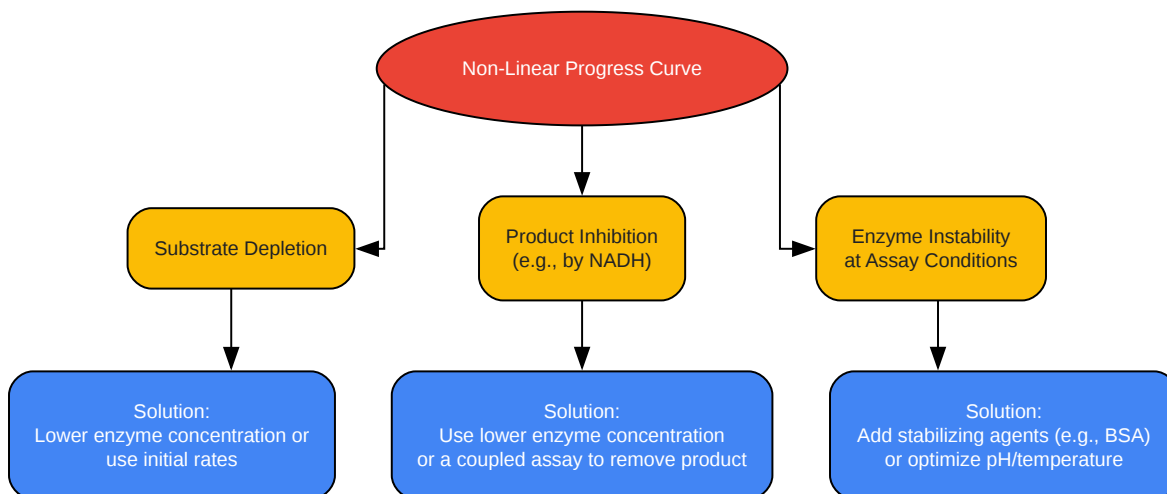 Non-Linear Progress Curve
Substrate Depletion
Product Inhibition
(e.g., by NADH)
Enzyme Instability
at Assay Conditions
Solution:
Lower enzyme concentration or
use initial rates
Solution:
Use lower enzyme concentration
or a coupled assay to remove product
Solution:
Add stabilizing agents (e.g., BSA)
or optimize pH/temperature